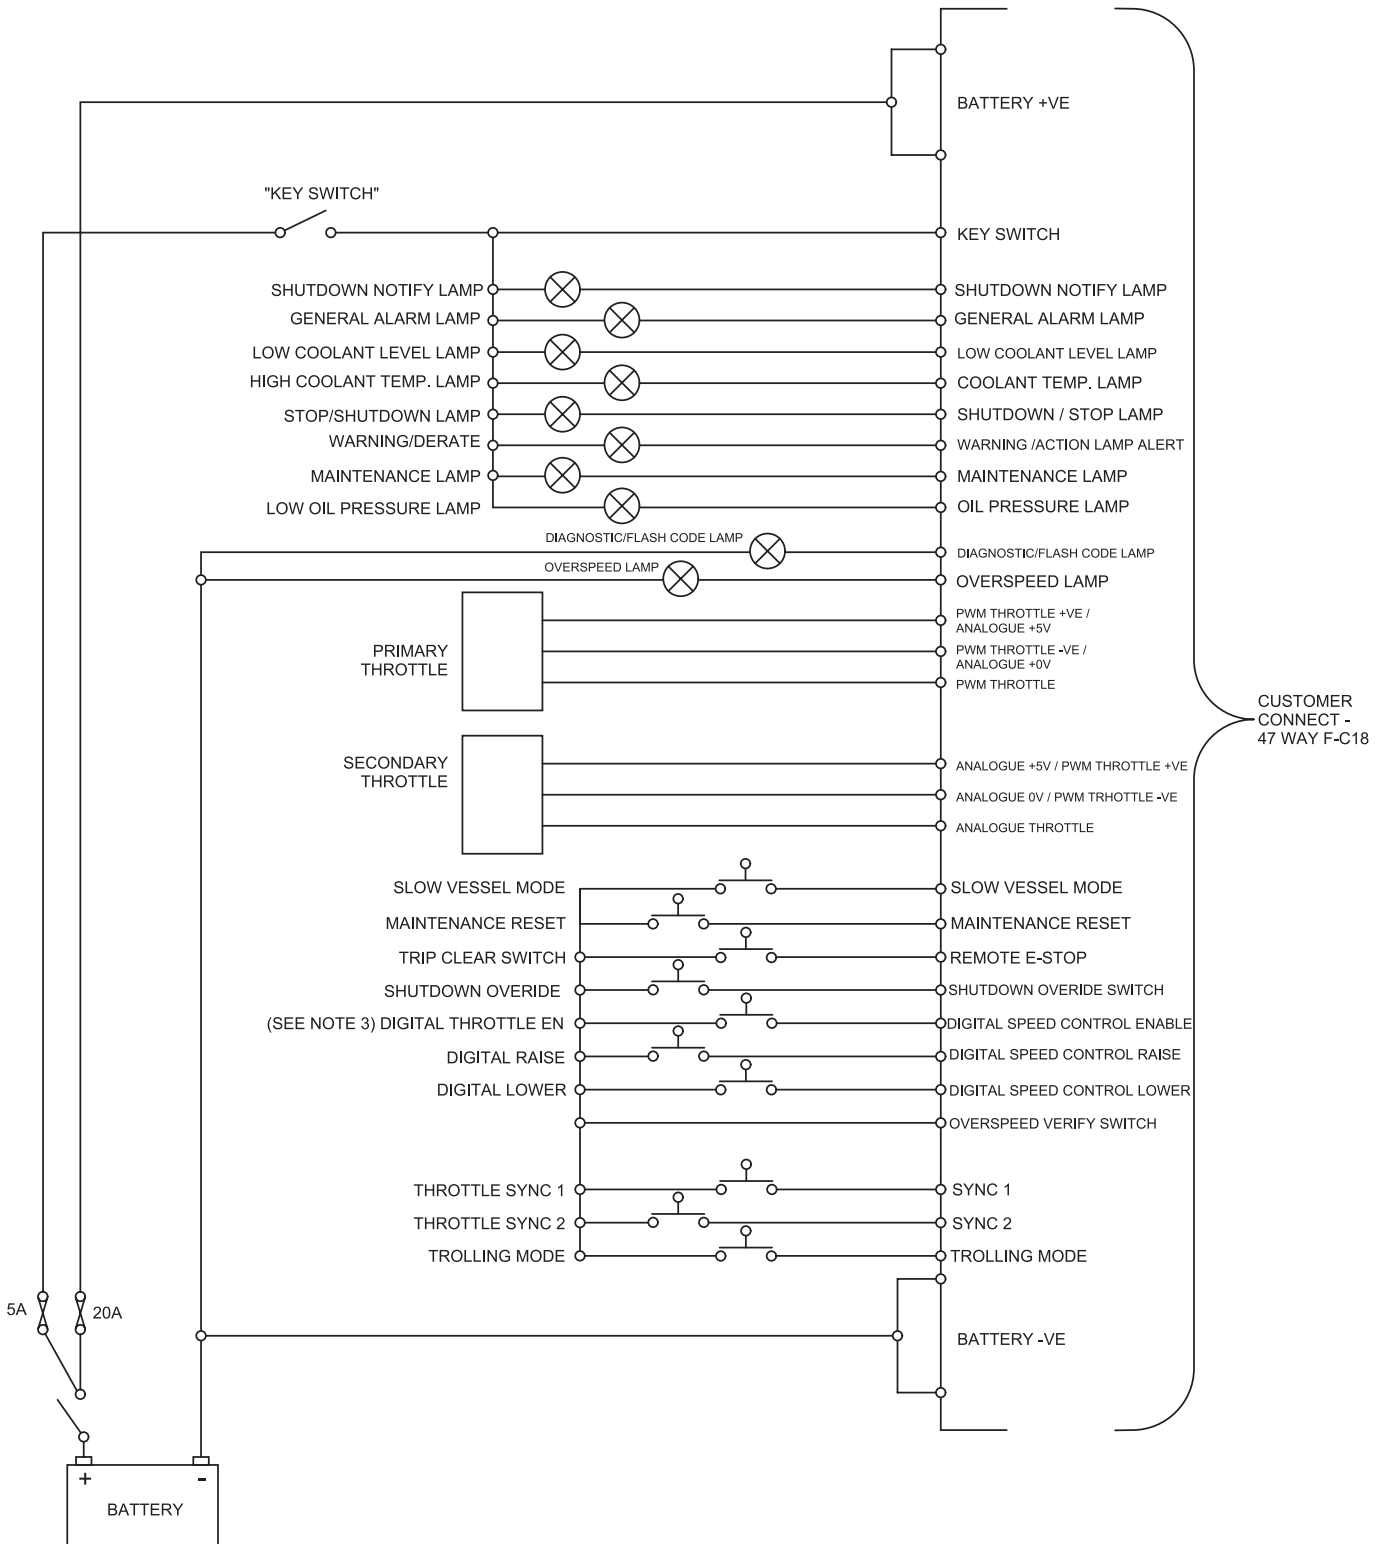 BATTERY +VE
"KEY SWITCH"
KEY SWITCH
SHUTDOWN NOTIFY LAMP
SHUTDOWN NOTIFY LAMP
GENERAL ALARM LAMP
GENERAL ALARM LAMP
LOW COOLANT LEVEL LAMP
LOW COOLANT LEVEL LAMP
HIGH COOLANT TEMP. LAMP
COOLANT TEMP. LAMP
STOP/SHUTDOWN LAMP
SHUTDOWN / STOP LAMP
WARNING/DERATE
WARNING /ACTION LAMP ALERT
MAINTENANCE LAMP
MAINTENANCE LAMP
LOW OIL PRESSURE LAMP
OIL PRESSURE LAMP
DIAGNOSTIC/FLASH CODE LAMP
DIAGNOSTIC/FLASH CODE LAMP
OVERSPEED LAMP
OVERSPEED LAMP
PRIMARY
THROTTLE
PWM THROTTLE +VE /
ANALOGUE +5V
PWM THROTTLE -VE /
ANALOGUE +0V
PWM THROTTLE
CUSTOMER
CONNECT -
47 WAY F-C18
SECONDARY
THROTTLE
ANALOGUE +5V / PWM THROTTLE +VE
ANALOGUE 0V / PWM TRHOTTLE -VE
ANALOGUE THROTTLE
SLOW VESSEL MODE
SLOW VESSEL MODE
MAINTENANCE RESET
MAINTENANCE RESET
TRIP CLEAR SWITCH
REMOTE E-STOP
SHUTDOWN OVERIDE
SHUTDOWN OVERIDE SWITCH
(SEE NOTE 3) DIGITAL THROTTLE EN
DIGITAL SPEED CONTROL ENABLE
DIGITAL RAISE
DIGITAL SPEED CONTROL RAISE
DIGITAL LOWER
DIGITAL SPEED CONTROL LOWER
OVERSPEED VERIFY SWITCH
THROTTLE SYNC 1
SYNC 1
THROTTLE SYNC 2
SYNC 2
TROLLING MODE
TROLLING MODE
5A
20A
BATTERY -VE
+
-
BATTERY